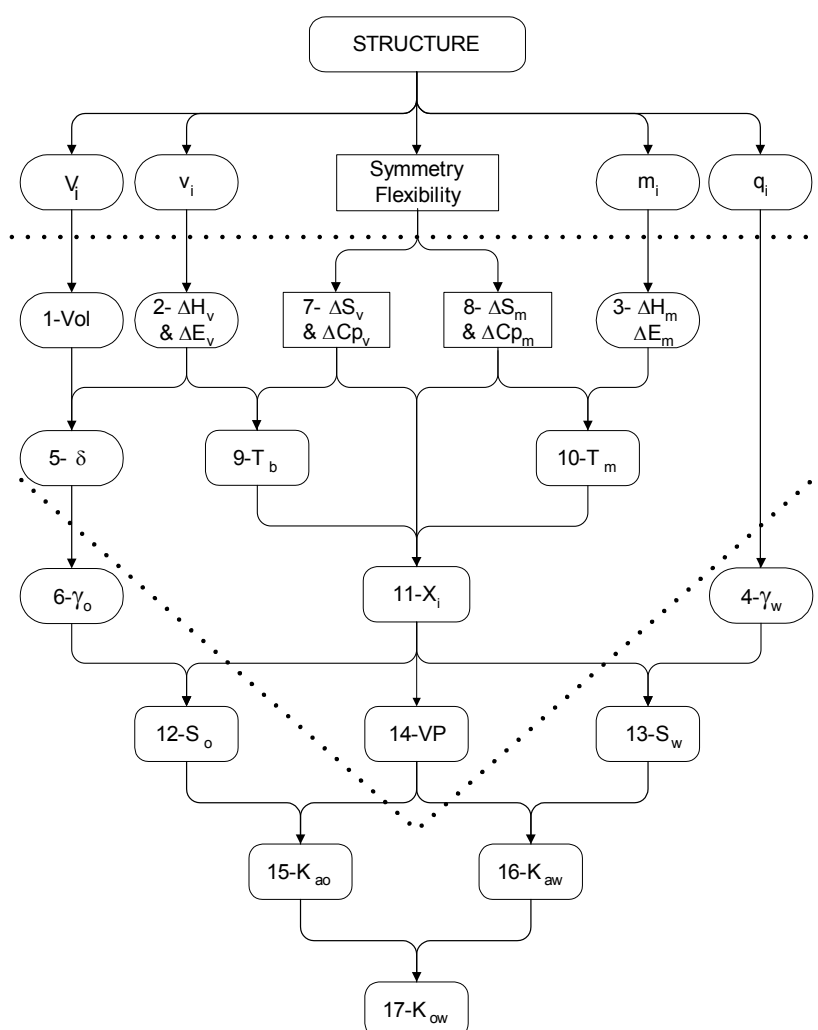 STRUCTURE
V_i
v_i
Symmetry
Flexibility
m_i
q_i
1-Vol
2- ΔH_v
& ΔE_v
7- ΔS_v
& ΔCp_v
8- ΔS_m
& ΔCp_m
3- ΔH_m
ΔE_m
5- δ
9-T_b
10-T_m
6-γ_o
11-X_i
4-γ_w
12-S_o
14-VP
13-S_w
15-K_ao
16-K_aw
17-K_ow